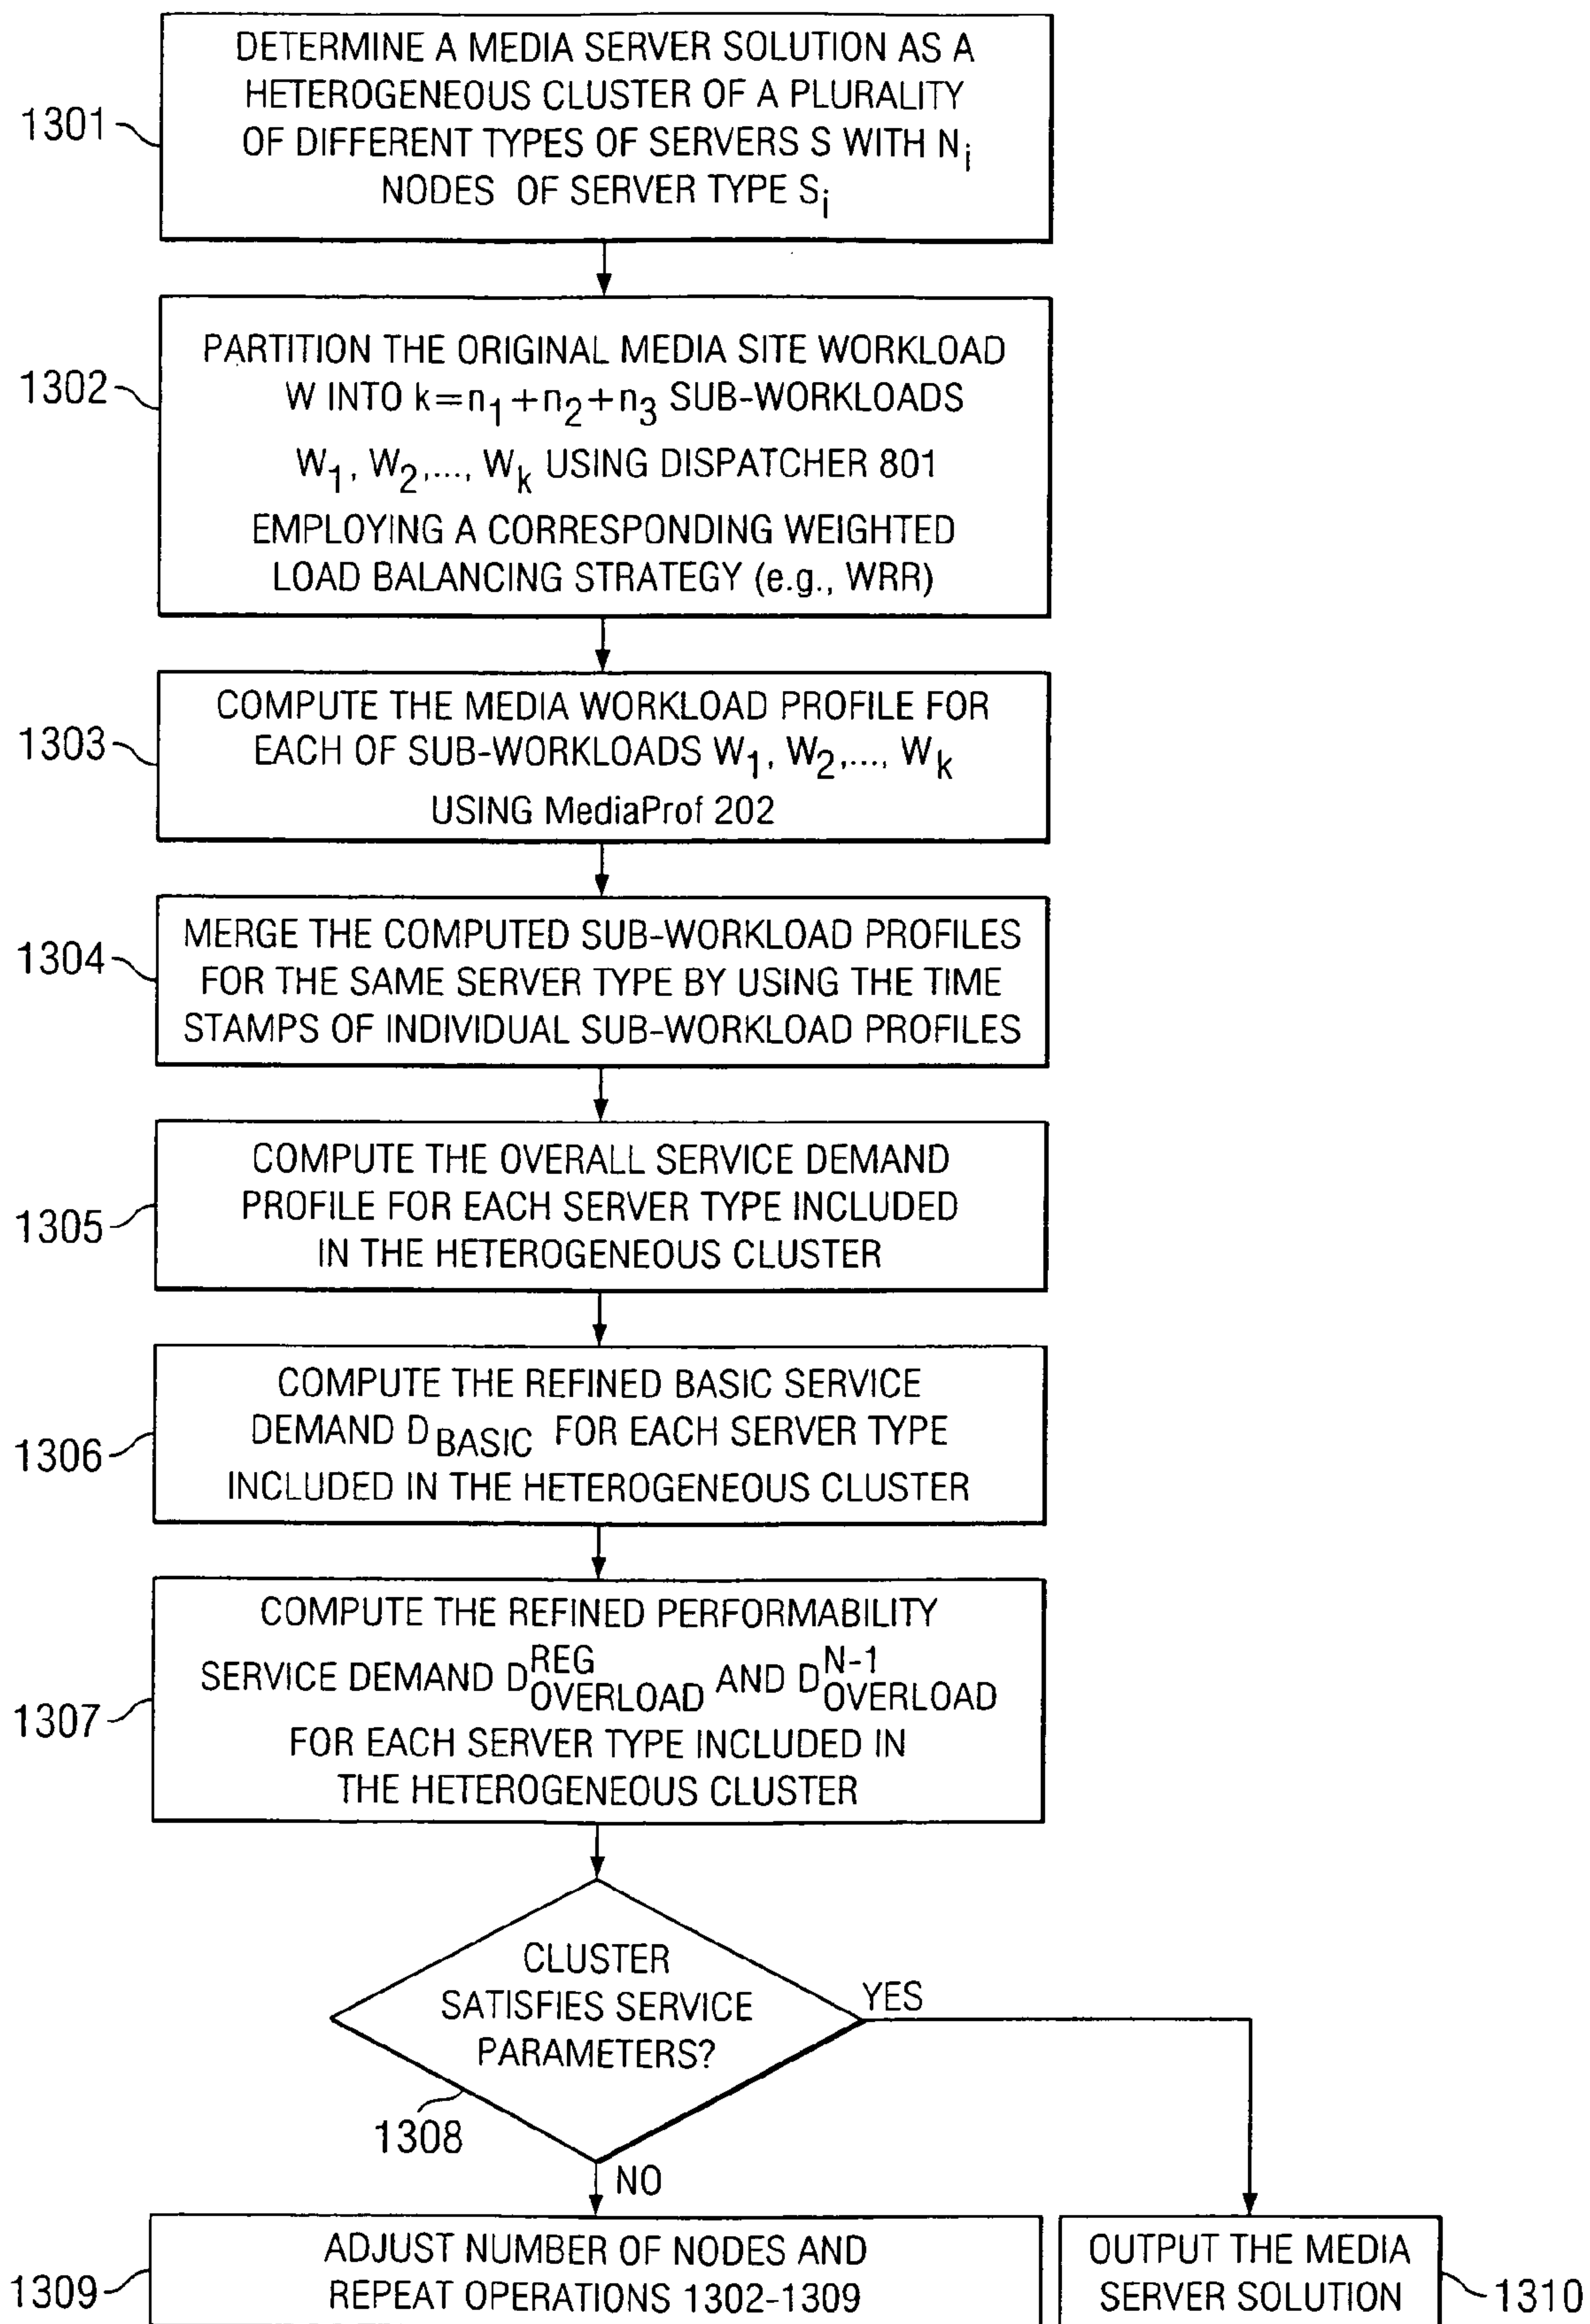 DETERMINE A MEDIA SERVER SOLUTION AS A
HETEROGENEOUS CLUSTER OF A PLURALITY
OF DIFFERENT TYPES OF SERVERS S WITH Ni
NODES OF SERVER TYPE Si
1301
PARTITION THE ORIGINAL MEDIA SITE WORKLOAD
W INTO k=n1+n2+n3 SUB-WORKLOADS
W1, W2,..., Wk USING DISPATCHER 801
EMPLOYING A CORRESPONDING WEIGHTED
LOAD BALANCING STRATEGY (e.g., WRR)
1302
COMPUTE THE MEDIA WORKLOAD PROFILE FOR
EACH OF SUB-WORKLOADS W1, W2,..., Wk
USING MediaProf 202
1303
MERGE THE COMPUTED SUB-WORKLOAD PROFILES
FOR THE SAME SERVER TYPE BY USING THE TIME
STAMPS OF INDIVIDUAL SUB-WORKLOAD PROFILES
1304
COMPUTE THE OVERALL SERVICE DEMAND
PROFILE FOR EACH SERVER TYPE INCLUDED
IN THE HETEROGENEOUS CLUSTER
1305
COMPUTE THE REFINED BASIC SERVICE
DEMAND DBASIC FOR EACH SERVER TYPE
INCLUDED IN THE HETEROGENEOUS CLUSTER
1306
COMPUTE THE REFINED PERFORMABILITY
SERVICE DEMAND D REG OVERLOAD AND D N-1 OVERLOAD
FOR EACH SERVER TYPE INCLUDED IN
THE HETEROGENEOUS CLUSTER
1307
CLUSTER
SATISFIES SERVICE
PARAMETERS?
YES
1308
NO
ADJUST NUMBER OF NODES AND
REPEAT OPERATIONS 1302-1309
1309
OUTPUT THE MEDIA
SERVER SOLUTION
1310